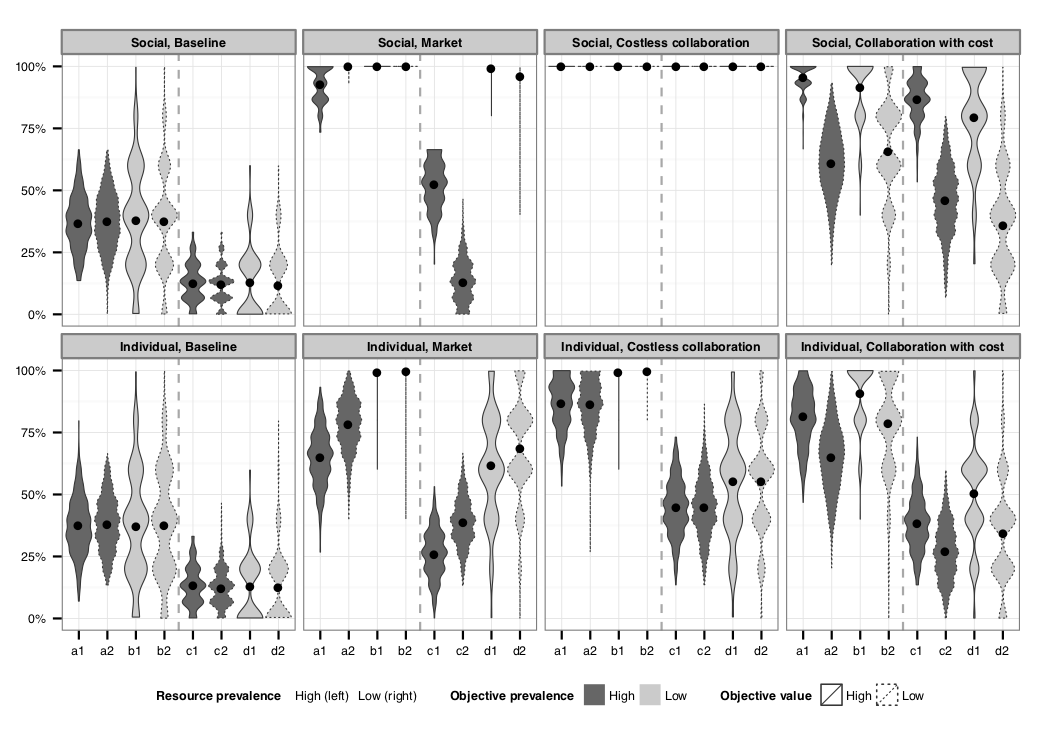 Social, Baseline Social, Market Social, Costless collaboration Social, Collaboration with cost
100%
75%
50%
25%
0%
Individual, Baseline Individual, Market Individual, Costless collaboration Individual, Collaboration with cost
100%
75%
50%
25%
0%
a1 a2 b1 b2 c1 c2 d1 d2 a1 a2 b1 b2 c1 c2 d1 d2 a1 a2 b1 b2 c1 c2 d1 d2 a1 a2 b1 b2 c1 c2 d1 d2
Resource prevalence High (left) Low (right) Objective prevalence High Low Objective value High Low